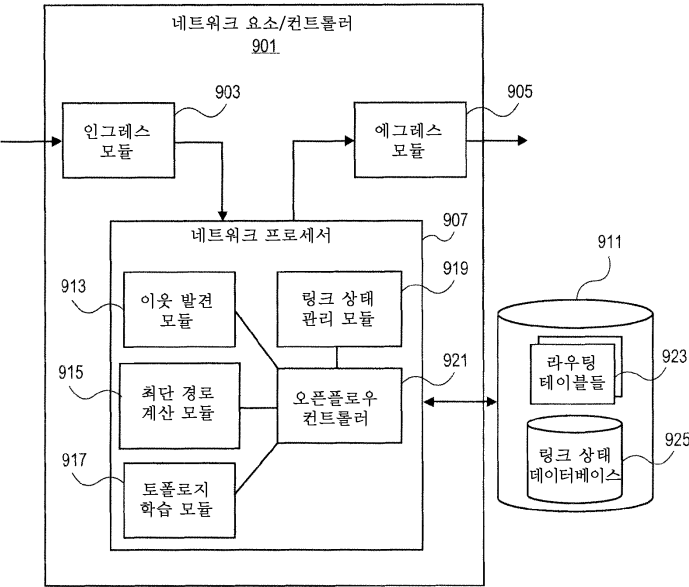 네트워크 요소/컨트롤러
901
903
905
인그레스
모듈
에그레스
모듈
네트워크 프로세서
907
911
913
이웃 발견
모듈
링크 상태
관리 모듈
919
915
최단 경로
계산 모듈
오픈플로우
컨트롤러
921
917
토폴로지
학습 모듈
라우팅
테이블들
923
링크 상태
데이터베이스
925